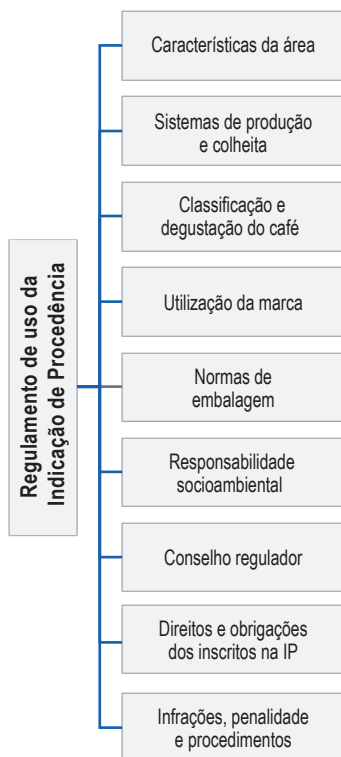 Regulamento de uso da
Indicação de Procedência
Características da área
Sistemas de produção
e colheita
Classificação e
degustação do café
Utilização da marca
Normas de
embalagem
Responsabilidade
socioambiental
Conselho regulador
Direitos e obrigações
dos inscritos na IP
Infrações, penalidade
e procedimentos